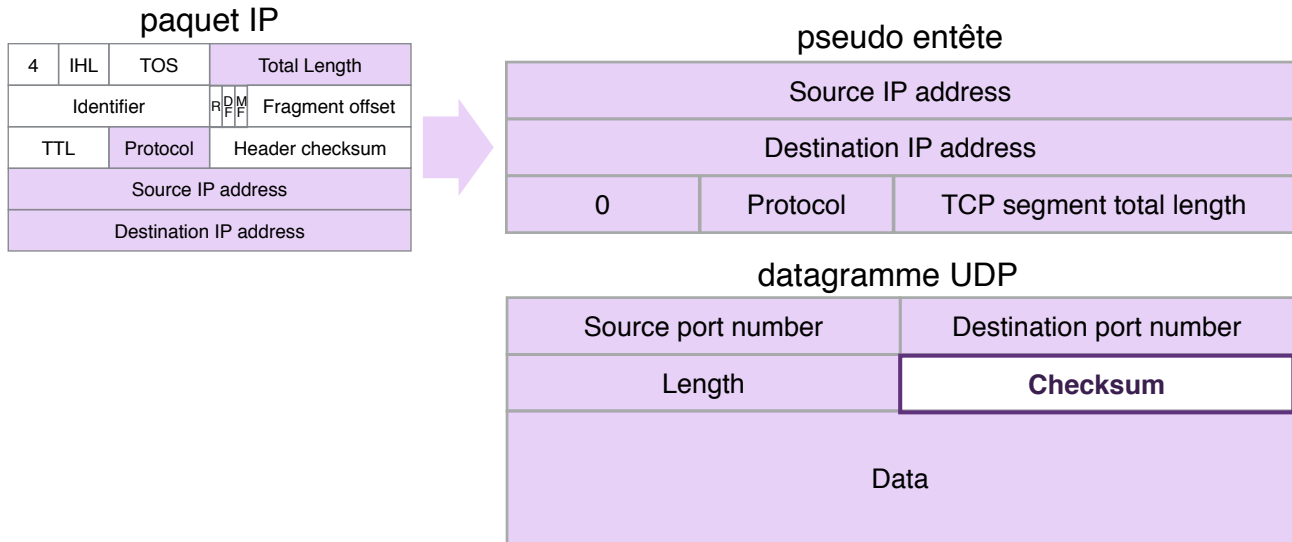 paquet IP
4 IHL TOS Total Length
Identifier R DF MF Fragment offset
TTL Protocol Header checksum
Source IP address
Destination IP address
pseudo entête
Source IP address
Destination IP address
0 Protocol TCP segment total length
datagramme UDP
Source port number Destination port number
Length Checksum
Data